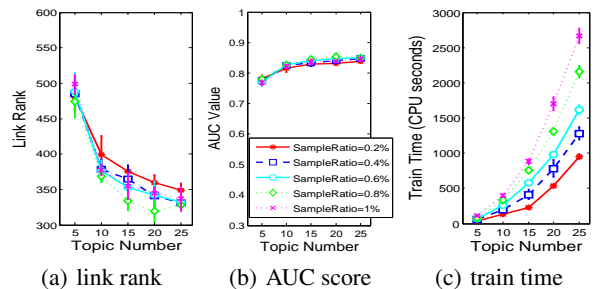 600
550
500
450
400
350
300
5 10 15 20 25
Link Rank
Topic Number
(a) link rank
1
0.9
0.8
0.7
0.6
0.5
0.4
0.3
5 10 15 20 25
AUC Value
Topic Number
SampleRatio=0.2%
SampleRatio=0.4%
SampleRatio=0.6%
SampleRatio=0.8%
SampleRatio=1%
(b) AUC score
3000
2500
2000
1500
1000
500
0
5 10 15 20 25
Train Time (CPU seconds)
Topic Number
(c) train time